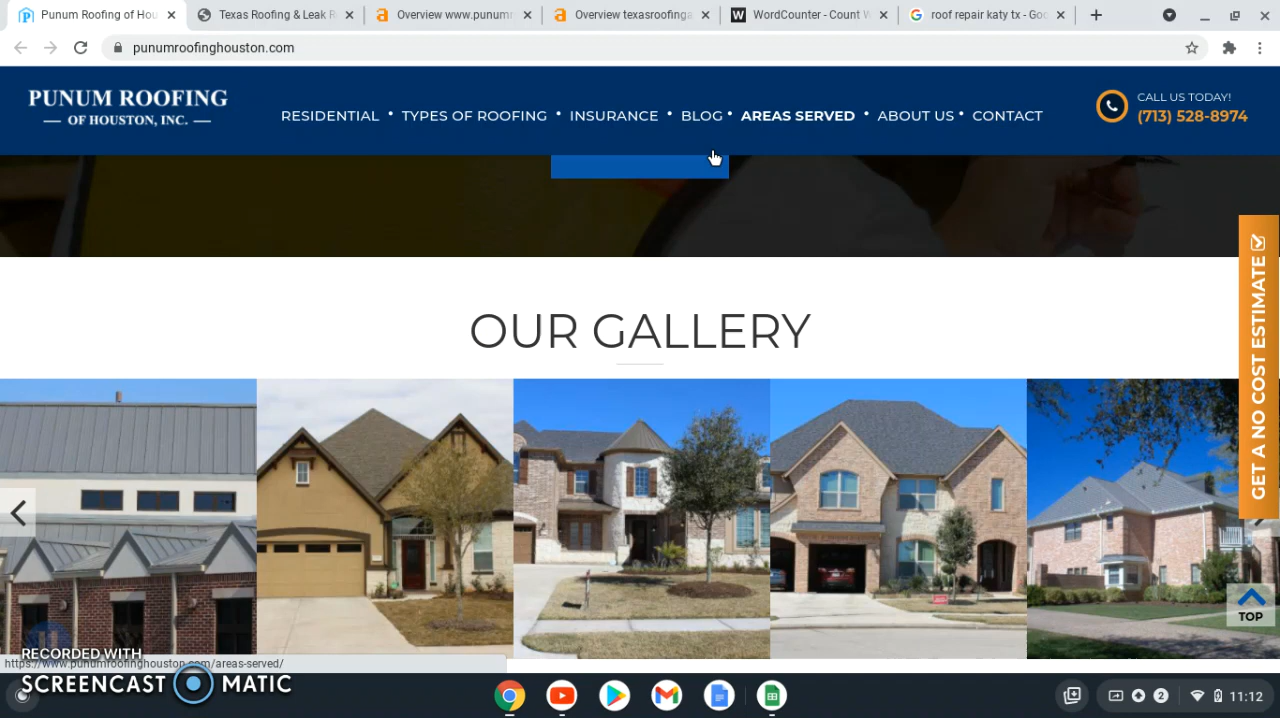 Punum Roofing of Hou
Texas Roofing & Leak R
Overview www.punumr
Overview texasroofinga
WordCounter - Count W
roof repair katy tx - Goo
punumroofinghouston.com
PUNUM ROOFING
OF HOUSTON, INC.
RESIDENTIAL • TYPES OF ROOFING • INSURANCE • BLOG • AREAS SERVED • ABOUT US • CONTACT
CALL US TODAY!
(713) 528-8974
GET A NO COST ESTIMATE
OUR GALLERY
TOP
https://www.punumroofinghouston.com/areas-served/
RECORDED WITH
SCREENCAST MATIC
2
11:12